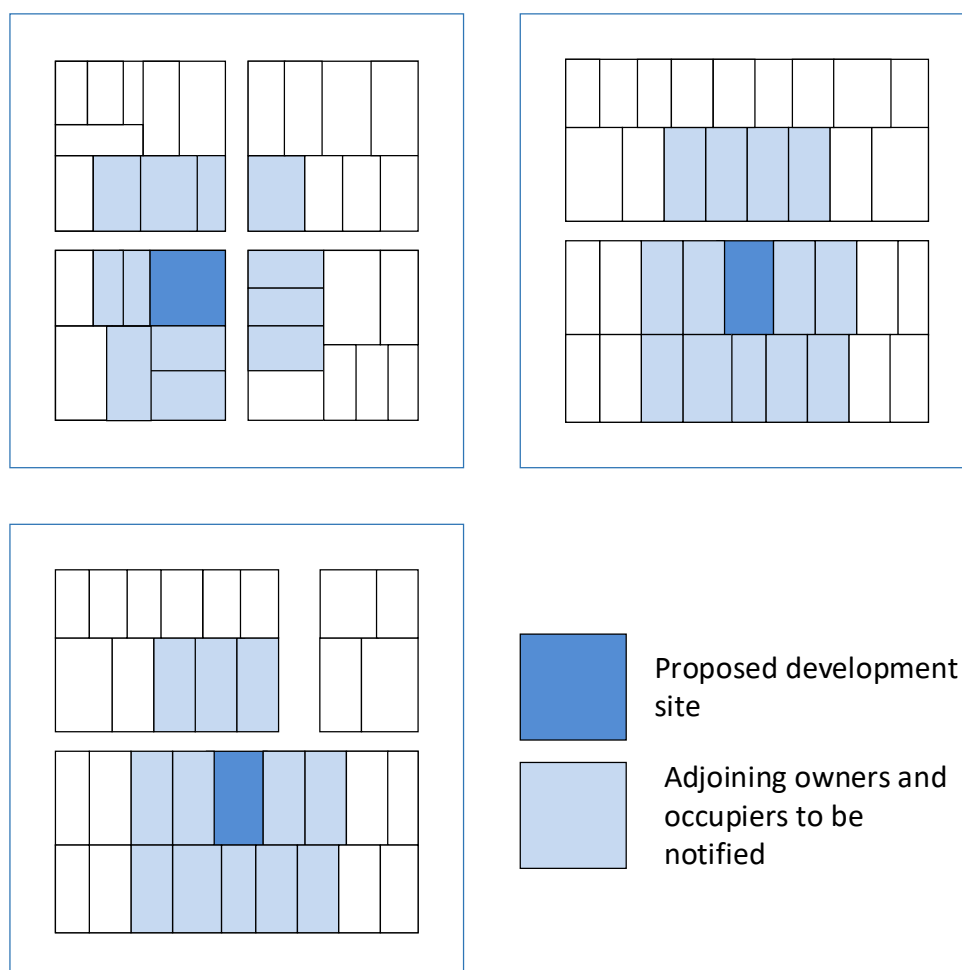 Proposed development
site
Adjoining owners and
occupiers to be
notified